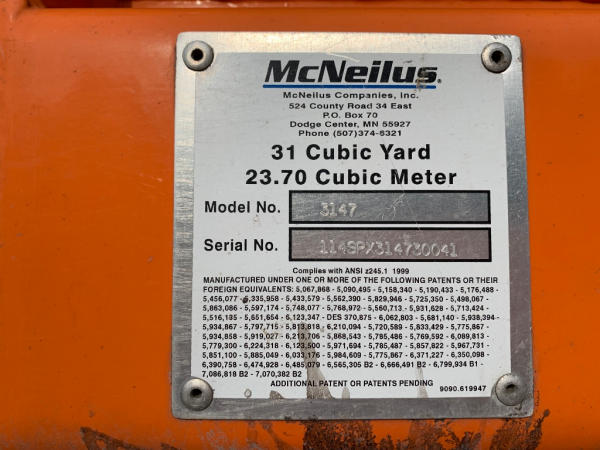 McNeilus
McNeilus Companies, Inc.
524 County Road 34 East
P.O. Box 70
Dodge Center, MN 55927
Phone (507)374-6321
31 Cubic Yard
23.70 Cubic Meter
Model No. 3147
Serial No. 114SPX314730041
Complies with ANSI z245.1 1999
MANUFACTURED UNDER ONE OR MORE OF THE FOLLOWING PATENTS OR THEIR
FOREIGN EQUIVALENTS: 5,067,868 - 5,090,495 - 5,158,340 - 5,190,433 - 5,176,488
5,456,077 - 5,335,958 - 5,433,579 - 5,562,390 - 5,829,946 - 5,725,350 - 5,498,067
5,863,086 - 5,597,174 - 5,748,077 - 5,768,972 - 5,560,713 - 5,931,628 - 5,713,424
5,516,185 - 5,551,654 - 6,123,347 - DES 370,875 - 6,062,803 - 5,681,140 - 5,938,394
5,934,867 - 5,797,715 - 5,813,818 - 6,210,094 - 5,720,589 - 5,833,429 - 5,775,867
5,934,858 - 5,919,027 - 6,213,706 - 5,868,543 - 5,785,486 - 5,769,592 - 6,089,813
5,779,300 - 6,224,318 - 6,123,500 - 5,971,694 - 5,785,487 - 5,857,822 - 5,967,731
5,851,100 - 5,885,049 - 6,033,176 - 5,984,609 - 5,775,867 - 6,371,227 - 6,350,098
6,390,758 - 6,474,928 - 6,485,079 - 6,565,305 B2 - 6,666,491 B2 - 6,799,934 B1
7,086,818 B2 - 7,070,382 B2
ADDITIONAL PATENT OR PATENTS PENDING
9090.619947